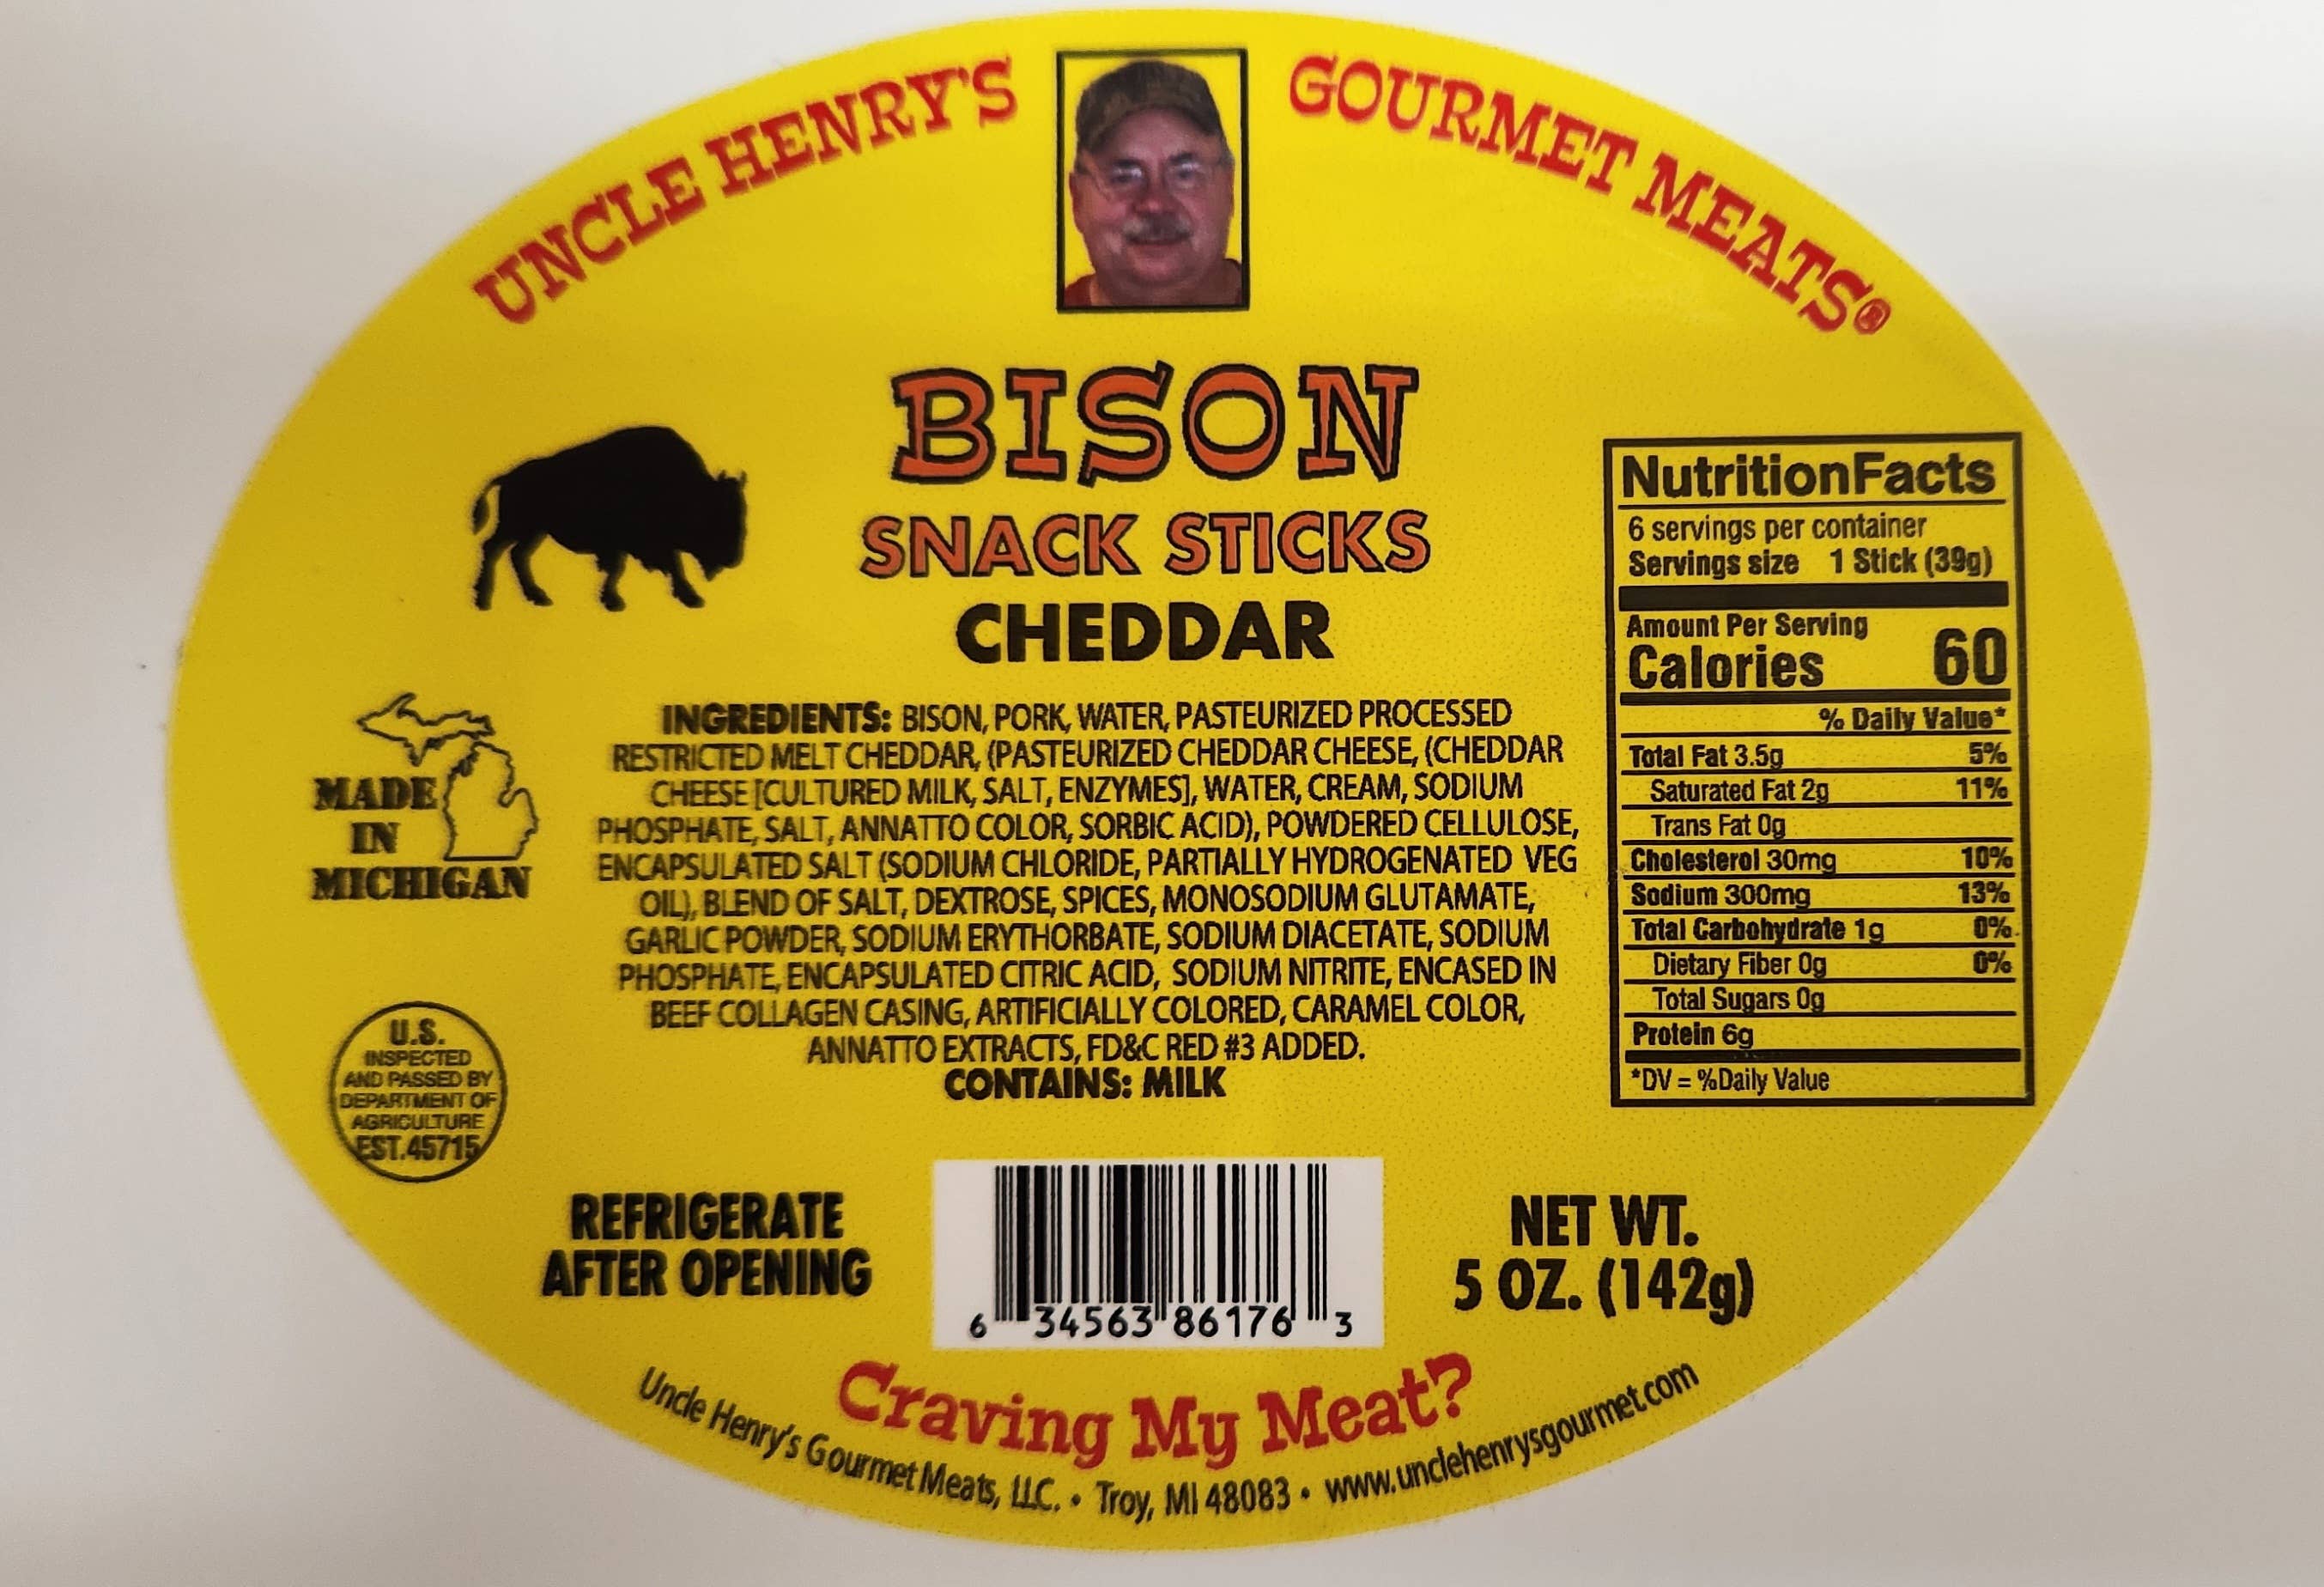 UNCLE HENRY'S GOURMET MEATS®
BISON
SNACK STICKS
CHEDDAR
MADE
IN
MICHIGAN
INGREDIENTS: BISON, PORK, WATER, PASTEURIZED PROCESSED
RESTRICTED MELT CHEDDAR, (PASTEURIZED CHEDDAR CHEESE, (CHEDDAR
CHEESE [CULTURED MILK, SALT, ENZYMES], WATER, CREAM, SODIUM
PHOSPHATE, SALT, ANNATTO COLOR, SORBIC ACID), POWDERED CELLULOSE,
ENCAPSULATED SALT (SODIUM CHLORIDE, PARTIALLY HYDROGENATED VEG
OIL), BLEND OF SALT, DEXTROSE, SPICES, MONOSODIUM GLUTAMATE,
GARLIC POWDER, SODIUM ERYTHORBATE, SODIUM DIACETATE, SODIUM
PHOSPHATE, ENCAPSULATED CITRIC ACID, SODIUM NITRITE, ENCASED IN
BEEF COLLAGEN CASING, ARTIFICIALLY COLORED, CARAMEL COLOR,
ANNATTO EXTRACTS, FD&C RED #3 ADDED.
CONTAINS: MILK
NutritionFacts
6 servings per container
Servings size 1 Stick (39g)
Amount Per Serving
Calories 60
% Daily Value*
Total Fat 3.5g 5%
Saturated Fat 2g 11%
Trans Fat 0g
Cholesterol 30mg 10%
Sodium 300mg 13%
Total Carbohydrate 1g 0%
Dietary Fiber 0g 0%
Total Sugars 0g
Protein 6g
*DV = %Daily Value
U.S.
INSPECTED
AND PASSED BY
DEPARTMENT OF
AGRICULTURE
EST.45715
REFRIGERATE
AFTER OPENING
6 34563 86176 3
NET WT.
5 OZ. (142g)
Craving My Meat?
Uncle Henry's Gourmet Meats, LLC. • Troy, MI 48083 • www.unclehenrysgourmet.com